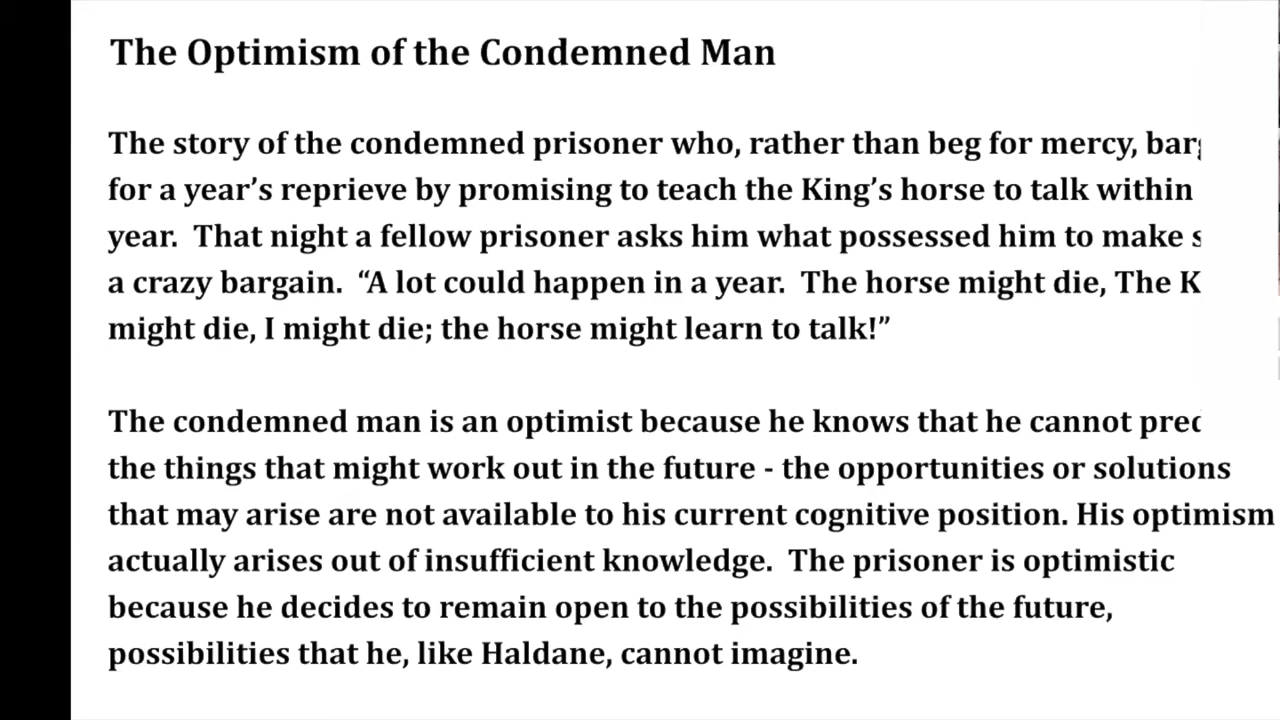 The Optimism of the Condemned Man
The story of the condemned prisoner who, rather than beg for mercy,
for a year’s reprieve by promising to teach the King’s horse to talk within
year.  That night a fellow prisoner asks him what possessed him to make
a crazy bargain.  “A lot could happen in a year.  The horse might die, The
might die, I might die; the horse might learn to talk!”
The condemned man is an optimist because he knows that he cannot
the things that might work out in the future - the opportunities or solutions
that may arise are not available to his current cognitive position. His optimism
actually arises out of insufficient knowledge.  The prisoner is optimistic
because he decides to remain open to the possibilities of the future,
possibilities that he, like Haldane, cannot imagine.